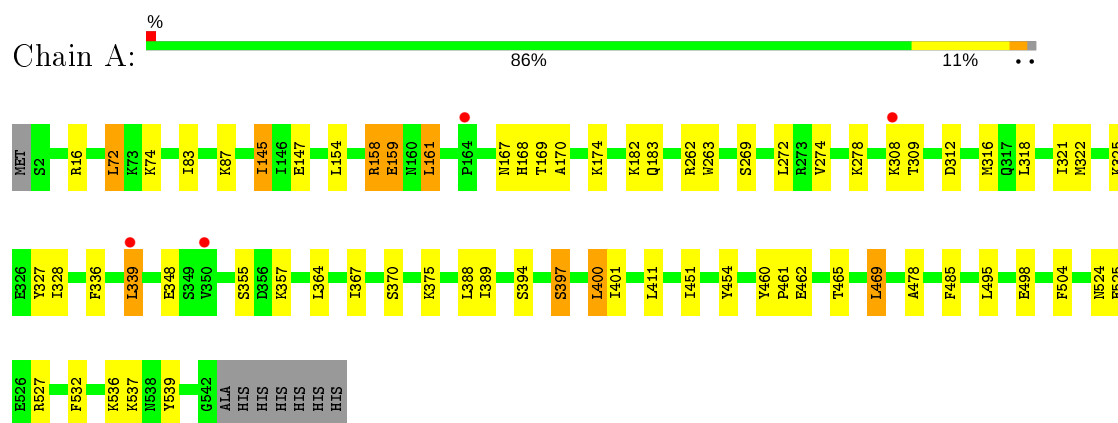 %
Chain A:
86% 11% • •
MET S2 R16 L72 K73 K74 I83 K87 I145 I146 E147 L154 R158 E159 N160 L161 P164 N167 H168 T169 A170 K174 K182 Q183 R262 W263 S269 L272 R273 V274 K278 K308 T309 D312 M316 Q317 L318 I321 M322 K325
E326 Y327 I328 F336 L339 E348 S349 V350 S355 D356 K357 L364 I367 S370 K375 L388 I389 S394 S397 L400 I401 L411 I451 Y454 Y460 P461 E462 T465 L469 A478 F485 L495 E498 F504 N524
E526 R527 F532 K536 K537 N538 Y539 G542 ALA HIS HIS HIS HIS HIS HIS